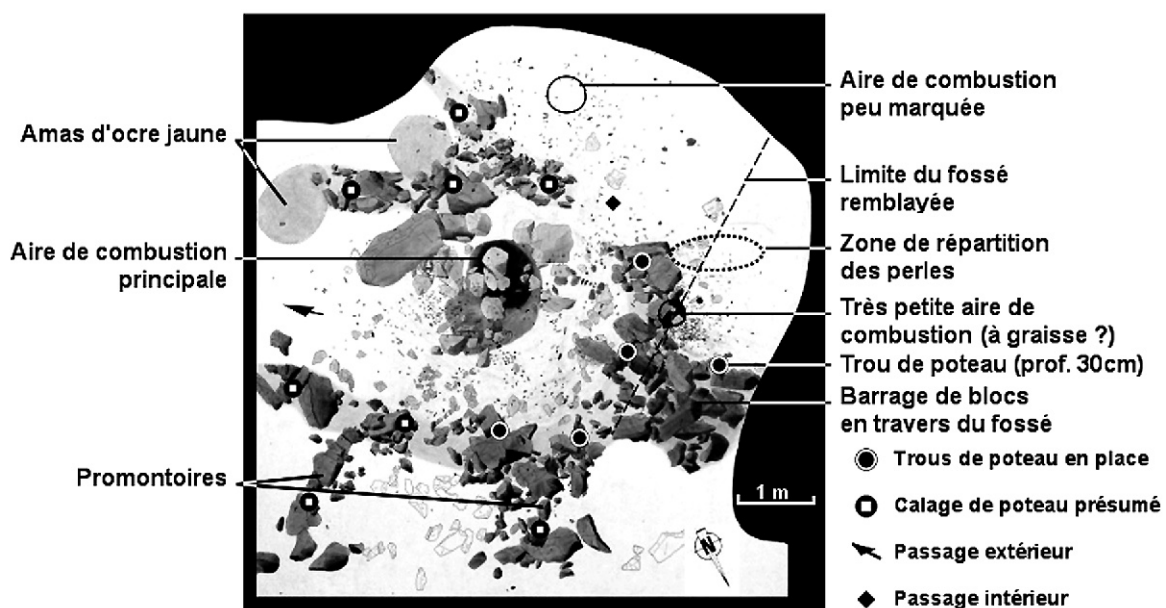 Amas d'ocre jaune
Aire de combustion
principale
Promontoires
Aire de combustion
peu marquée
Limite du fossé
remblayée
Zone de répartition
des perles
Très petite aire de
combustion (à graisse ?)
Trou de poteau (prof. 30cm)
Barrage de blocs
en travers du fossé
Trous de poteau en place
Calage de poteau présumé
Passage extérieur
Passage intérieur
1 m
N